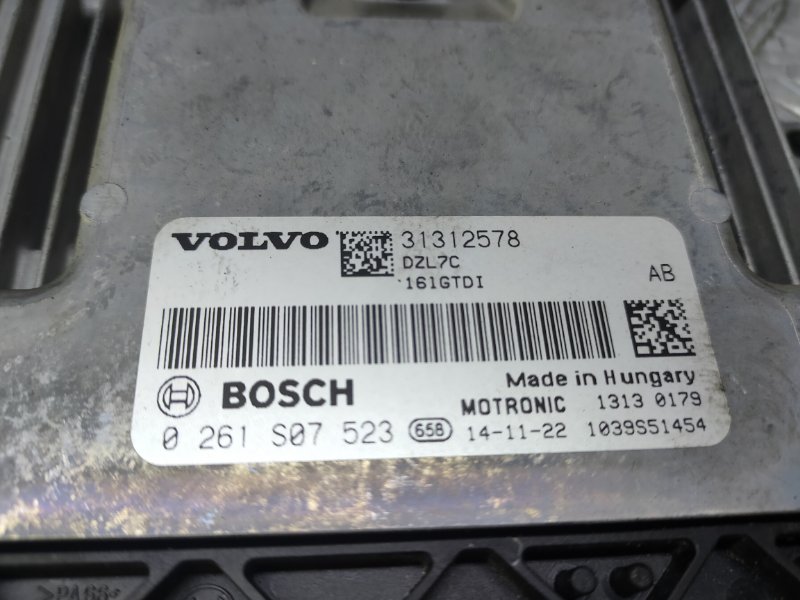 VOLVO 31312578
DZL7C
161GTDI
AB
Made in Hungary
BOSCH
MOTRONIC 1313 0179
0 261 S07 523 658 14-11-22 1039S51454